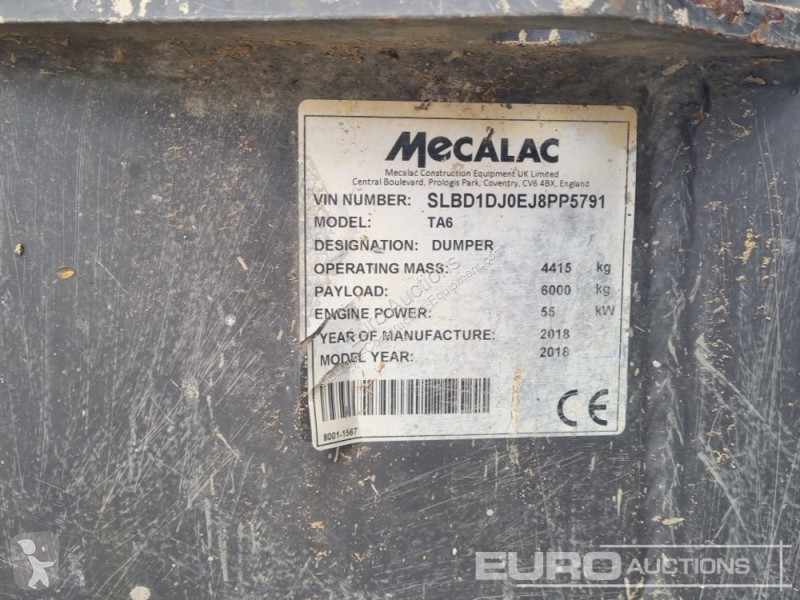 MeCALAC
Mecalac Construction Equipment UK Limited
Central Boulevard, Prologis Park, Coventry, CV6 4BX, England
VIN NUMBER: SLBD1DJ0EJ8PP5791
MODEL: TA6
DESIGNATION: DUMPER
OPERATING MASS: 4415 kg
PAYLOAD: 6000 kg
ENGINE POWER: 55 kW
YEAR OF MANUFACTURE: 2018
MODEL YEAR: 2018
8001-1567
CE
EURO AUCTIONS